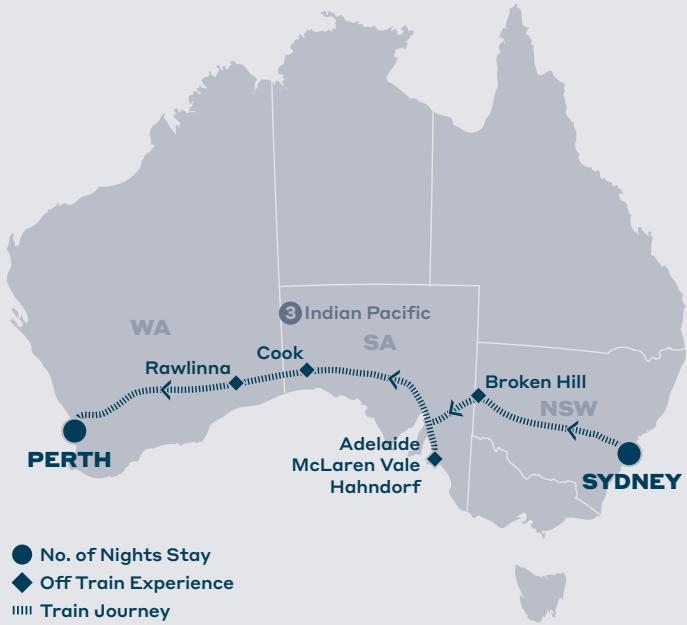 3 Indian Pacific
WA
SA
Cook
Rawlinna
Broken Hill
NSW
Adelaide
McLaren Vale
Hahndorf
PERTH
SYDNEY
No. of Nights Stay
Off Train Experience
Train Journey